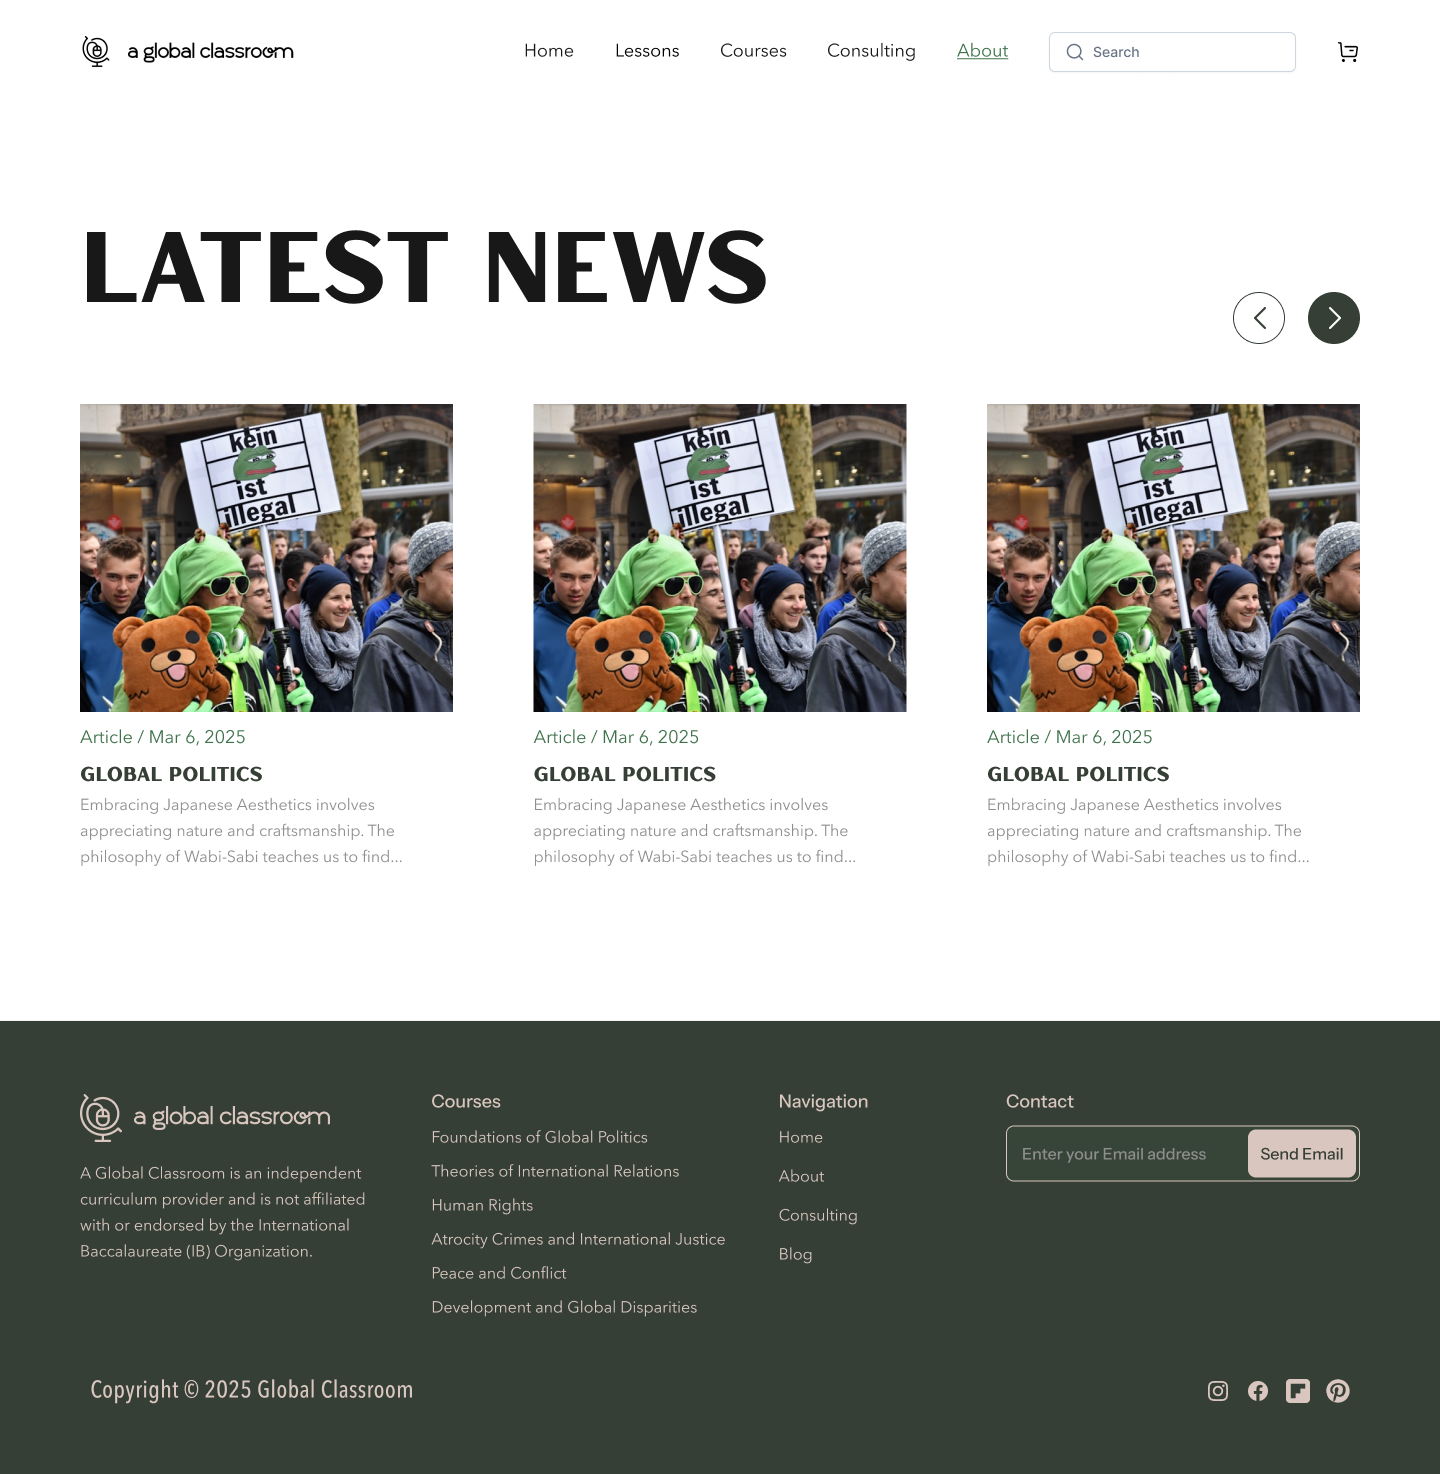 a global classroom
Home Lessons Courses Consulting About Search
LATEST NEWS
kein
ist
illegal
kein
ist
illegal
kein
ist
illegal
Article / Mar 6, 2025
GLOBAL POLITICS
Embracing Japanese Aesthetics involves
appreciating nature and craftsmanship. The
philosophy of Wabi-Sabi teaches us to find...
Article / Mar 6, 2025
GLOBAL POLITICS
Embracing Japanese Aesthetics involves
appreciating nature and craftsmanship. The
philosophy of Wabi-Sabi teaches us to find...
Article / Mar 6, 2025
GLOBAL POLITICS
Embracing Japanese Aesthetics involves
appreciating nature and craftsmanship. The
philosophy of Wabi-Sabi teaches us to find...
a global classroom
A Global Classroom is an independent
curriculum provider and is not affiliated
with or endorsed by the International
Baccalaureate (IB) Organization.
Courses
Foundations of Global Politics
Theories of International Relations
Human Rights
Atrocity Crimes and International Justice
Peace and Conflict
Development and Global Disparities
Navigation
Home
About
Consulting
Blog
Contact
Enter your Email address Send Email
Copyright © 2025 Global Classroom